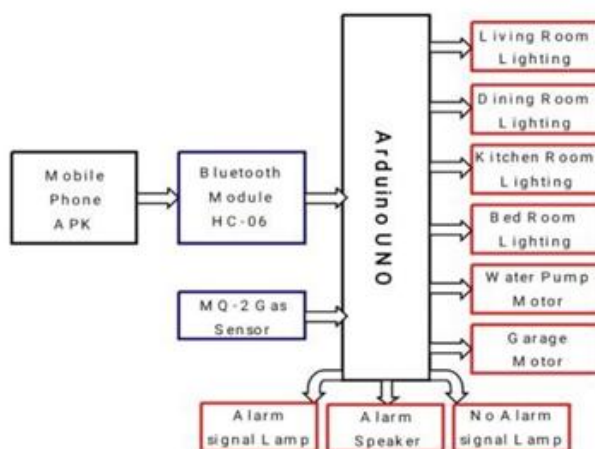 Mobile
Phone
APK
Bluetooth
Module
HC-06
MQ-2 Gas
Sensor
Arduino UNO
Living Room
Lighting
Dining Room
Lighting
Kitchen Room
Lighting
Bed Room
Lighting
Water Pump
Motor
Garage
Motor
Alarm
signal Lamp
Alarm
Speaker
No Alarm
signal Lamp